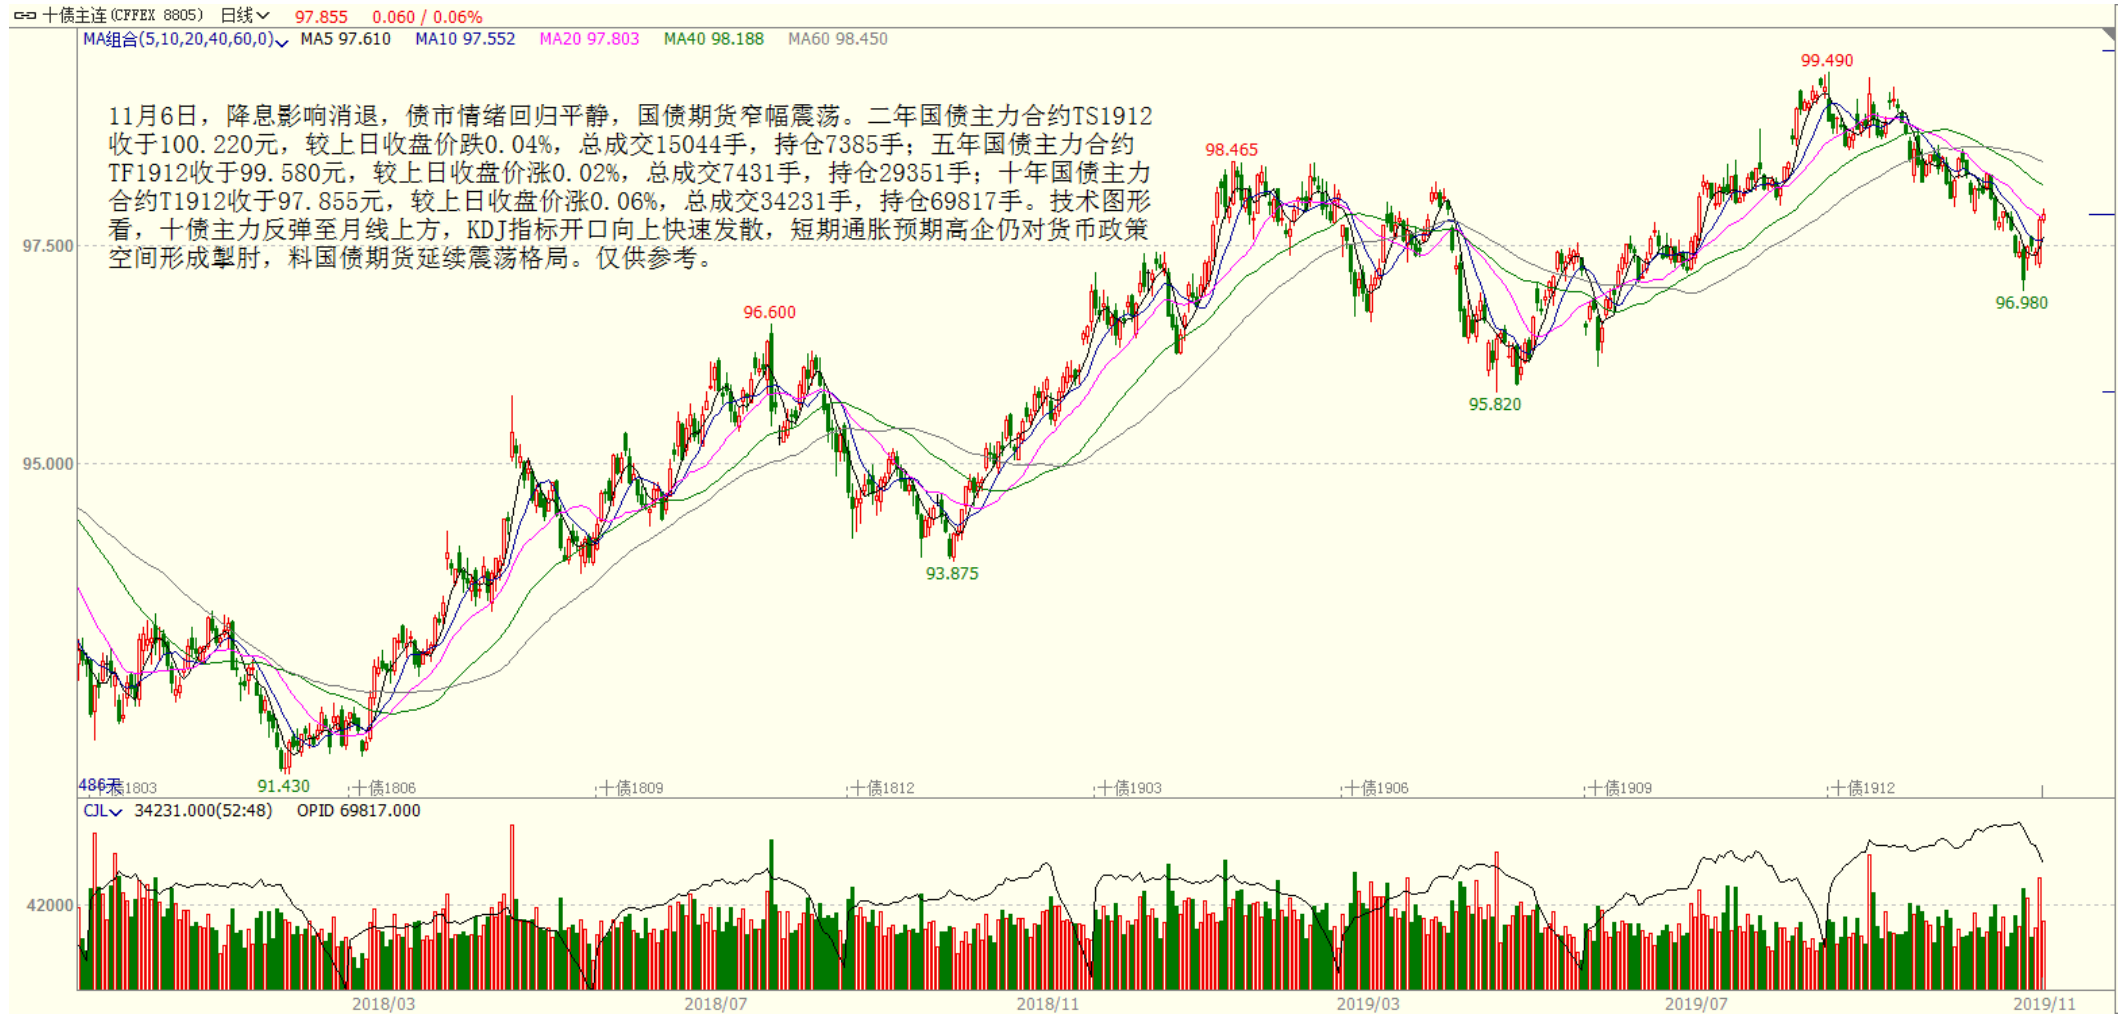 十债主连(CFFEX 8805) 日线 97.855 0.060 / 0.06%
MA组合(5,10,20,40,60,0) MA5 97.610 MA10 97.552 MA20 97.803 MA40 98.188 MA60 98.450
99.490
11月6日，降息影响消退，债市情绪回归平静，国债期货窄幅震荡。二年国债主力合约TS1912
收于100.220元，较上日收盘价跌0.04%，总成交15044手，持仓7385手；五年国债主力合约
TF1912收于99.580元，较上日收盘价涨0.02%，总成交7431手，持仓29351手；十年国债主力
合约T1912收于97.855元，较上日收盘价涨0.06%，总成交34231手，持仓69817手。技术图形
看，十债主力反弹至月线上方，KDJ指标开口向上快速发散，短期通胀预期高企仍对货币政策
空间形成掣肘，料国债期货延续震荡格局。仅供参考。
98.465
97.500
96.980
96.600
95.820
95.000
93.875
91.430
486天 十债1803 十债1806 十债1809 十债1812 十债1903 十债1906 十债1909 十债1912
CJL 34231.000(52:48) OPID 69817.000
42000
2018/03 2018/07 2018/11 2019/03 2019/07 2019/11